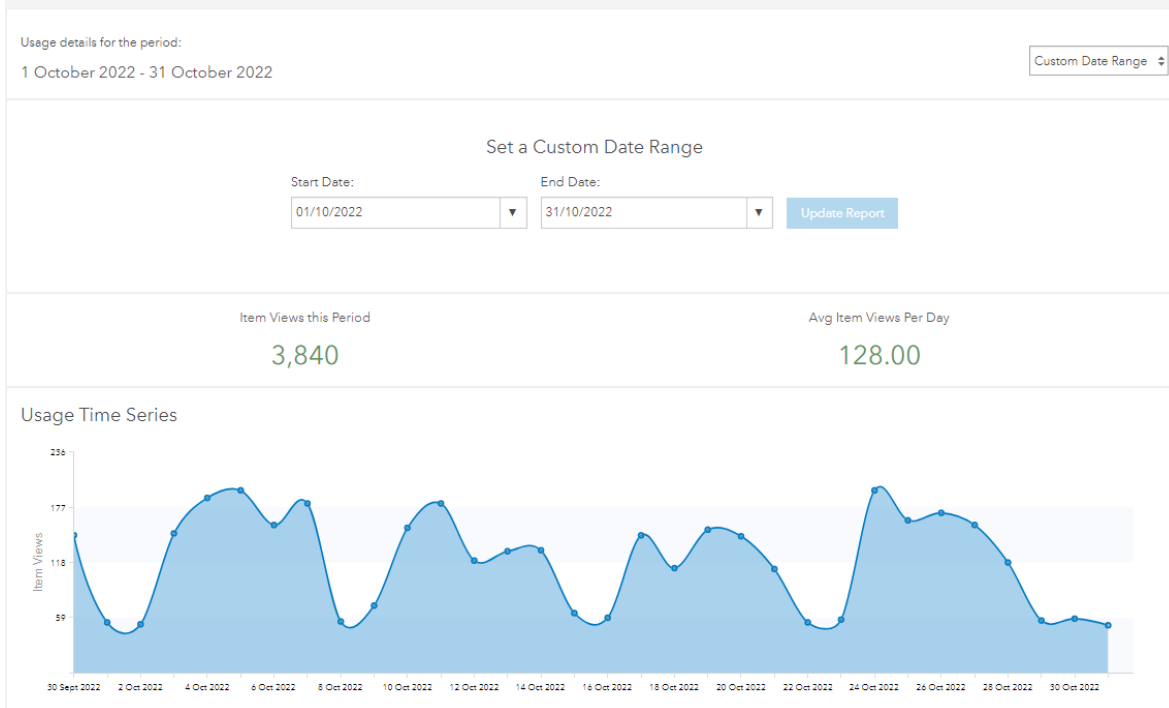 Usage details for the period:
1 October 2022 - 31 October 2022
Custom Date Range
Set a Custom Date Range
Start Date:
End Date:
01/10/2022
31/10/2022
Update Report
Item Views this Period
Avg Item Views Per Day
3,840
128.00
Usage Time Series
236
177
118
59
Item Views
30 Sept 2022
2 Oct 2022
4 Oct 2022
6 Oct 2022
8 Oct 2022
10 Oct 2022
12 Oct 2022
14 Oct 2022
16 Oct 2022
18 Oct 2022
20 Oct 2022
22 Oct 2022
24 Oct 2022
26 Oct 2022
28 Oct 2022
30 Oct 2022